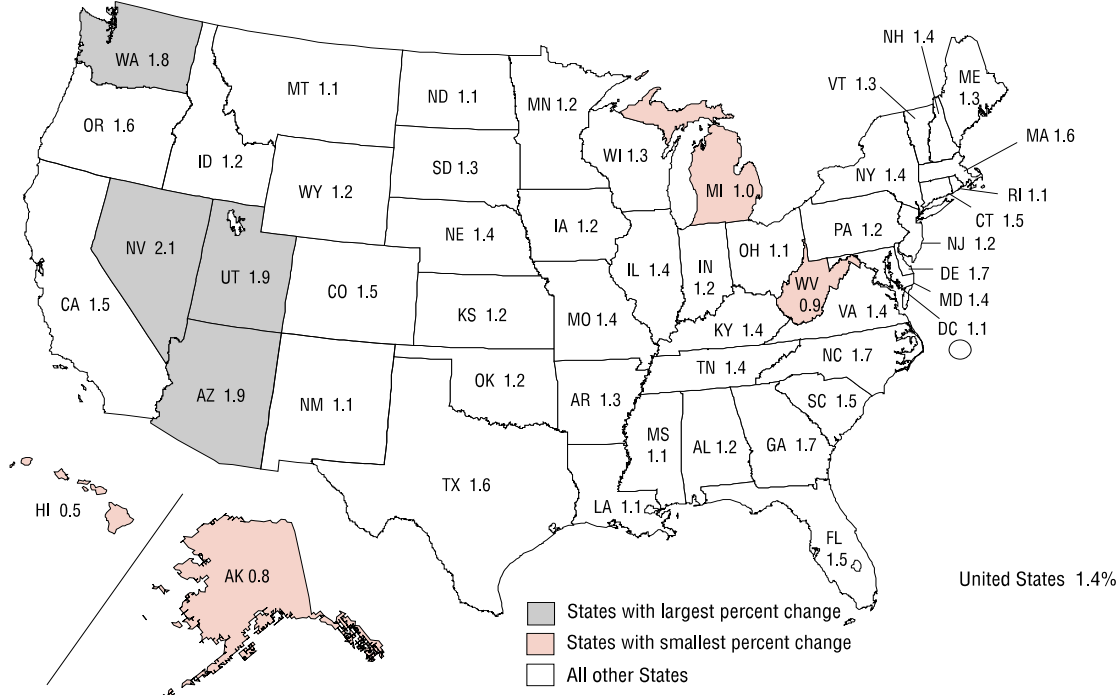 WA 1.8
MT 1.1
ND 1.1
MN 1.2
NH 1.4
VT 1.3
ME
1.3
OR 1.6
ID 1.2
SD 1.3
WI 1.3
MI 1.0
NY 1.4
MA 1.6
WY 1.2
RI 1.1
CT 1.5
NV 2.1
UT 1.9
NE 1.4
IA 1.2
IL 1.4
IN
1.2
OH 1.1
PA 1.2
NJ 1.2
CA 1.5
CO 1.5
KS 1.2
MO 1.4
KY 1.4
WV
0.9
VA 1.4
DE 1.7
MD 1.4
DC 1.1
AZ 1.9
NM 1.1
OK 1.2
AR 1.3
TN 1.4
NC 1.7
SC 1.5
MS
1.1
AL 1.2
GA 1.7
TX 1.6
LA 1.1
FL
1.5
HI 0.5
AK 0.8
United States 1.4%
States with largest percent change
States with smallest percent change
All other States